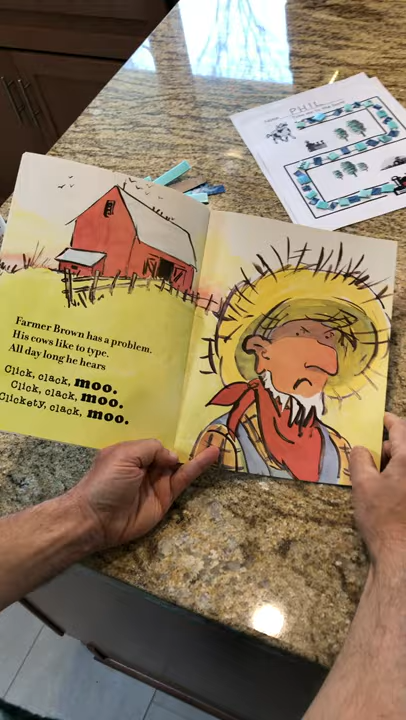 PHIL
Farmer Brown has a problem.
His cows like to type.
All day long he hears
Click, clack, moo.
Click, clack, moo.
Clickety, clack, moo.